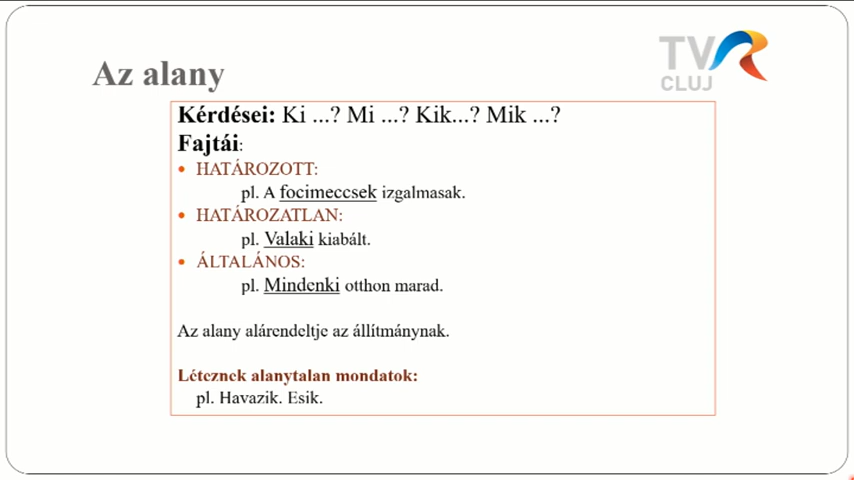 TVR
CLUJ
Az alany
Kérdései: Ki ...? Mi ...? Kik...? Mik ...?
Fajtái:
• HATÁROZOTT:
pl. A focimeccsek izgalmasak.
• HATÁROZATLAN:
pl. Valaki kiabált.
• ÁLTALÁNOS:
pl. Mindenki otthon marad.
Az alany alárendeltje az állítmánynak.
Léteznek alanytalan mondatok:
pl. Havazik. Esik.